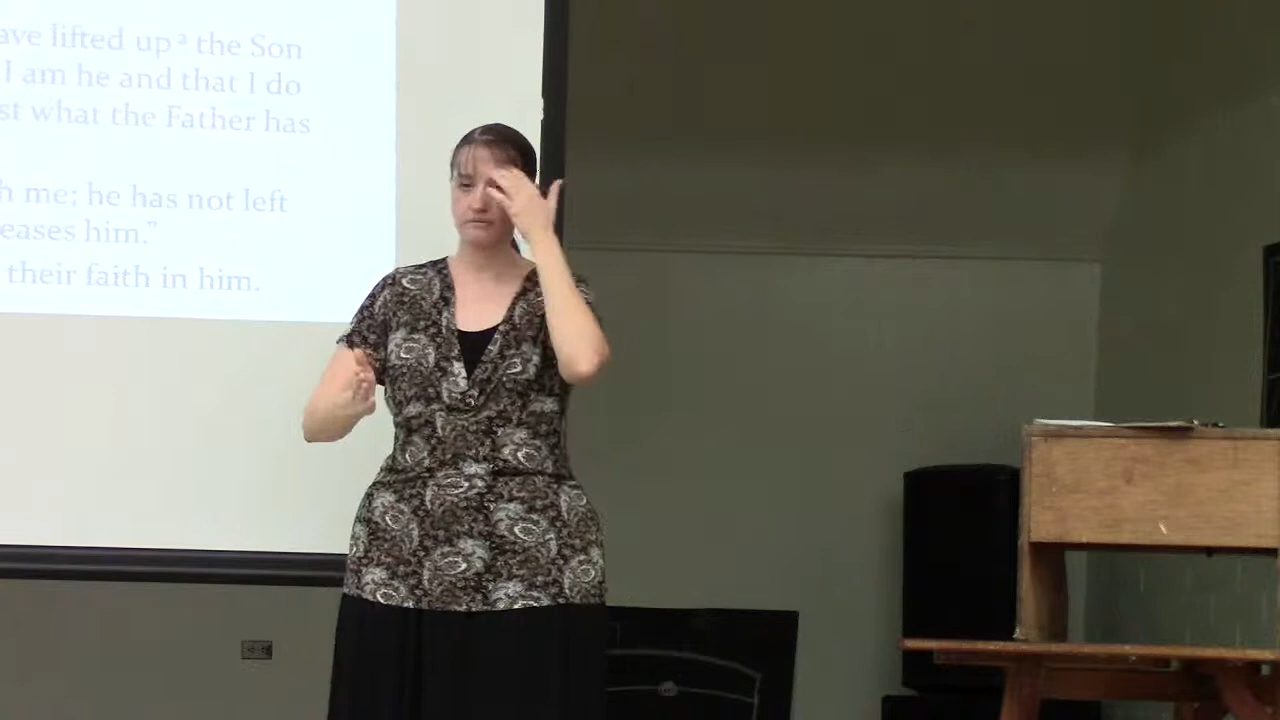 ave lifted up ᵃ the Son
I am he and that I do
st what the Father has
h me; he has not left
eases him.”
their faith in him.